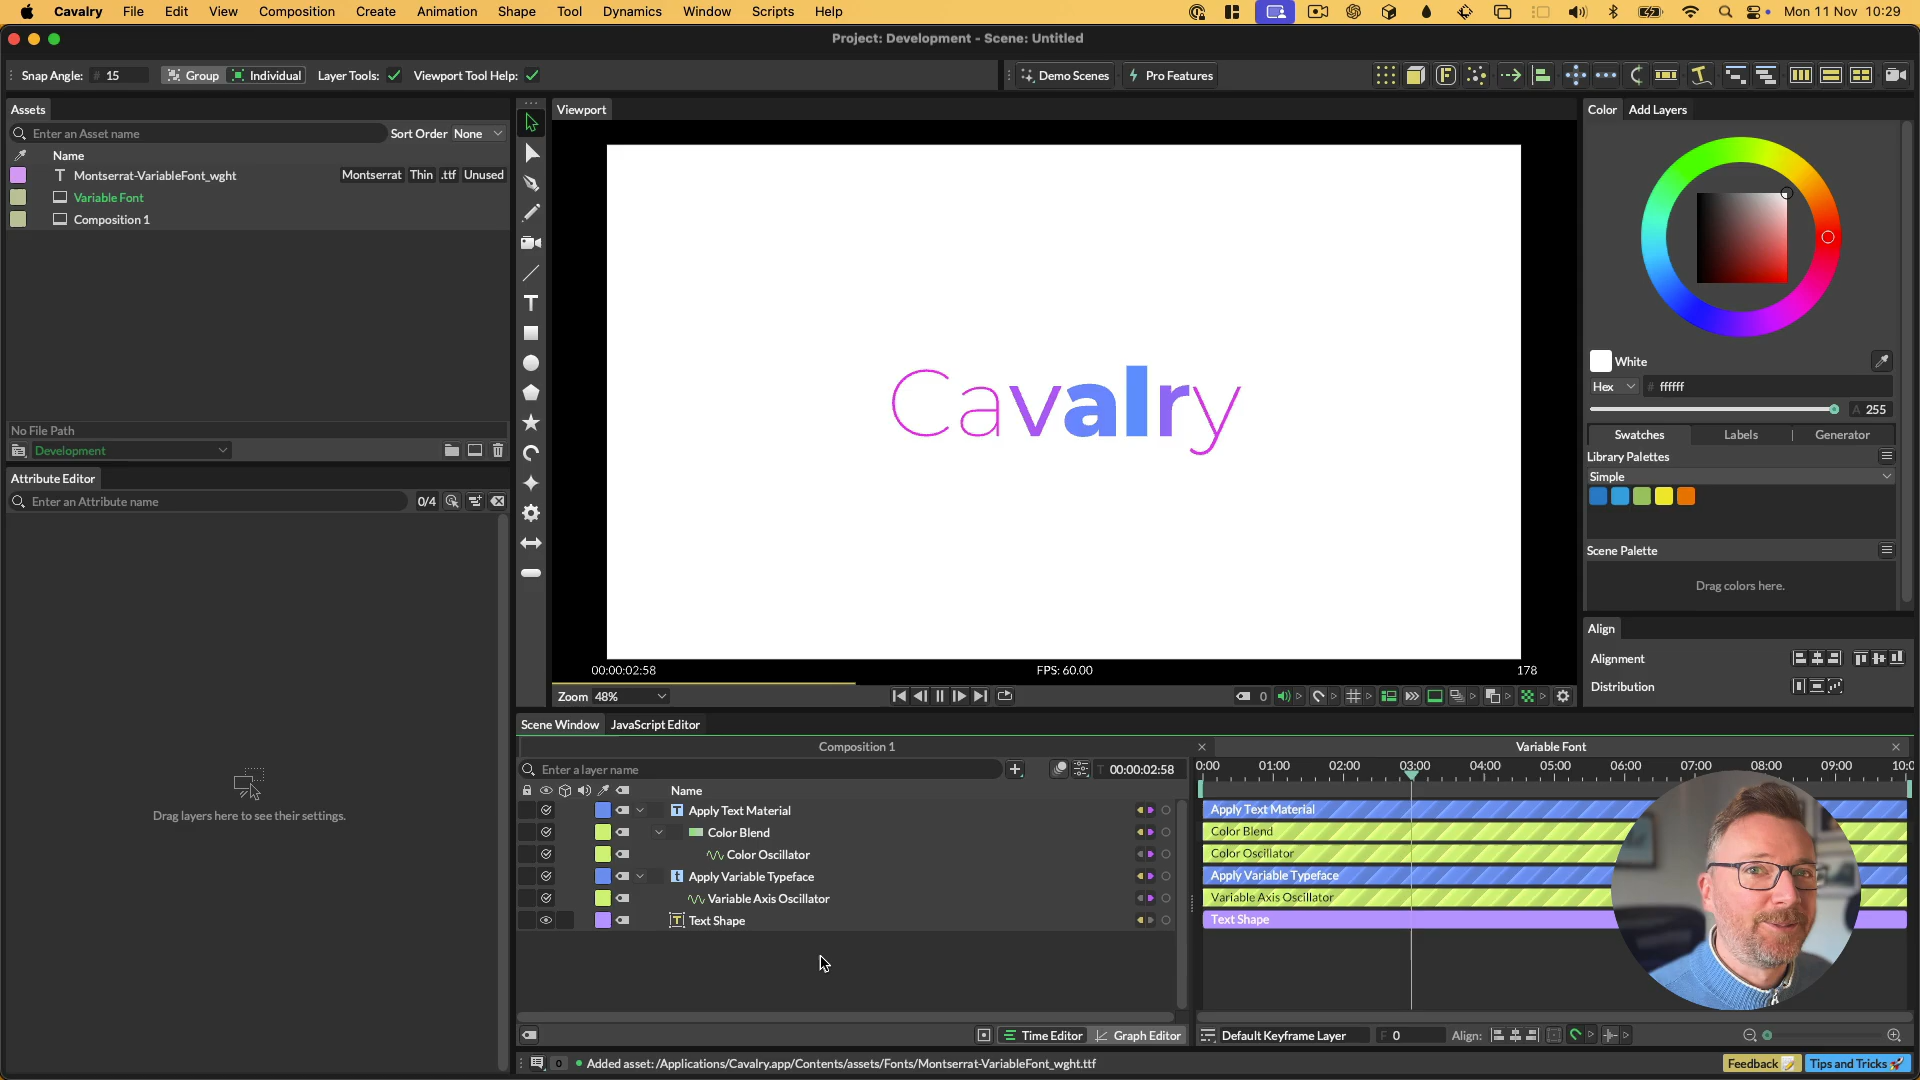 Cavalry File Edit View Composition Create Animation Shape Tool Dynamics Window Scripts Help
Mon 11 Nov 10:29
Project: Development - Scene: Untitled
Snap Angle: # 15 Group Individual Layer Tools: Viewport Tool Help:
Demo Scenes Pro Features
Assets
Enter an Asset name Sort Order None
Name
Montserrat-VariableFont_wght Montserrat Thin .ttf Unused
Variable Font
Composition 1
No File Path
Development
Attribute Editor
Enter an Attribute name 0/4
Drag layers here to see their settings.
Viewport
Cavalry
00:00:02:58 FPS: 60.00 178
Zoom 48%
0
Color Add Layers
White
Hex # ffffff
A 255
Swatches Labels Generator
Library Palettes
Simple
Scene Palette
Drag colors here.
Align
Alignment
Distribution
Scene Window JavaScript Editor
Composition 1
Variable Font
Enter a layer name
T 00:00:02:58
0:00 01:00 02:00 03:00 04:00 05:00 06:00 07:00 08:00 09:00 10:0
Name
Apply Text Material
Color Blend
Color Oscillator
Apply Variable Typeface
Variable Axis Oscillator
Text Shape
Apply Text Material
Color Blend
Color Oscillator
Apply Variable Typeface
Variable Axis Oscillator
Text Shape
Time Editor Graph Editor
Default Keyframe Layer F 0 Align:
0 Added asset: /Applications/Cavalry.app/Contents/assets/Fonts/Montserrat-VariableFont_wght.ttf
Feedback Tips and Tricks